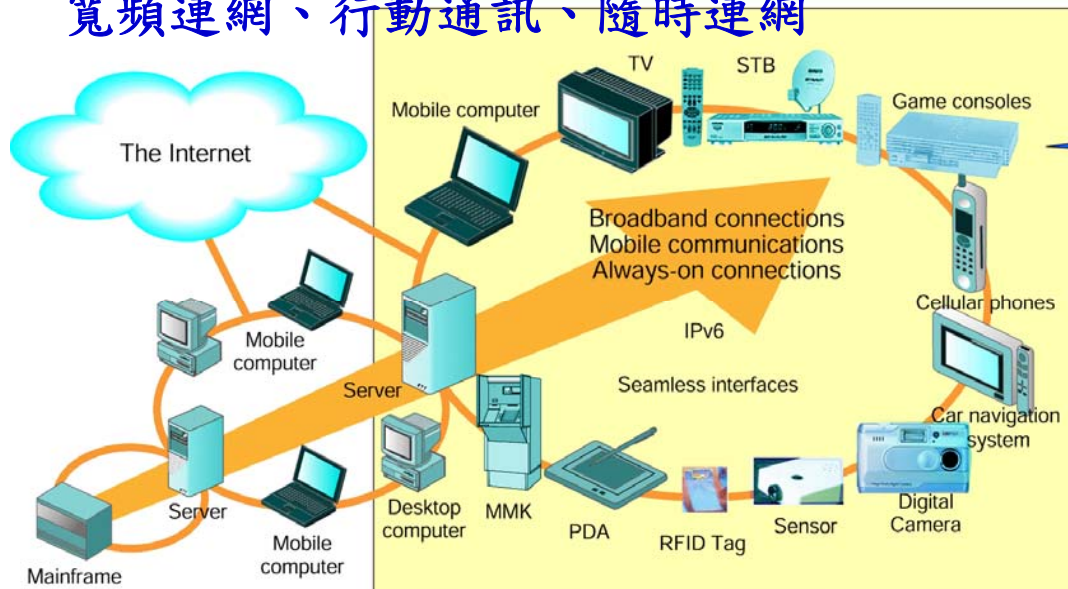 寬頻連網、行動通訊、隨時連網
TV
STB
Mobile computer
Game consoles
The Internet
Broadband connections
Mobile communications
Always-on connections
Cellular phones
IPv6
Mobile
computer
Server
Seamless interfaces
Car navigation
system
Server
Mobile
computer
Desktop
computer
MMK
PDA
RFID Tag
Sensor
Digital
Camera
Mainframe